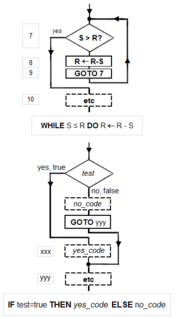 7
yes
S > R?
8
R ← R-S
9
GOTO 7
10
etc
WHILE S ≤ R DO R ← R - S
yes, true
test
no, false
no_code
GOTO yyy
xxx
yes_code
yyy
etc
IF test=true THEN yes_code ELSE no_code